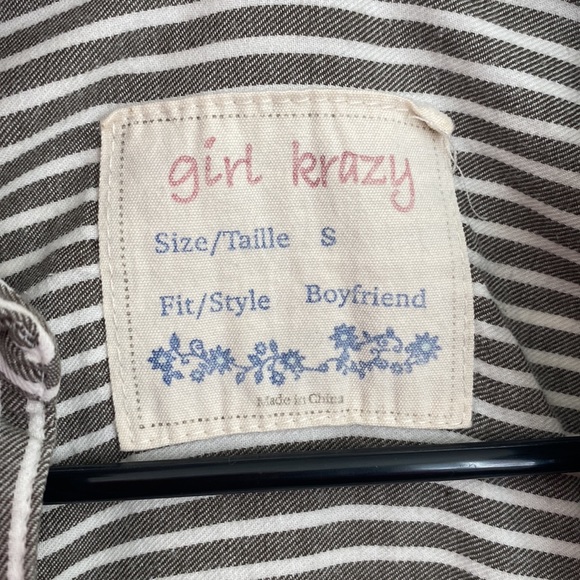 girl krazy
Size/Taille S
Fit/Style Boyfriend
Made in China